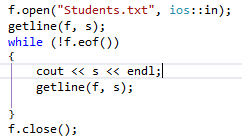 f.open("Students.txt", ios::in);
getline(f, s);
while (!f.eof())
{
    cout << s << endl;
    getline(f, s);
}
f.close();